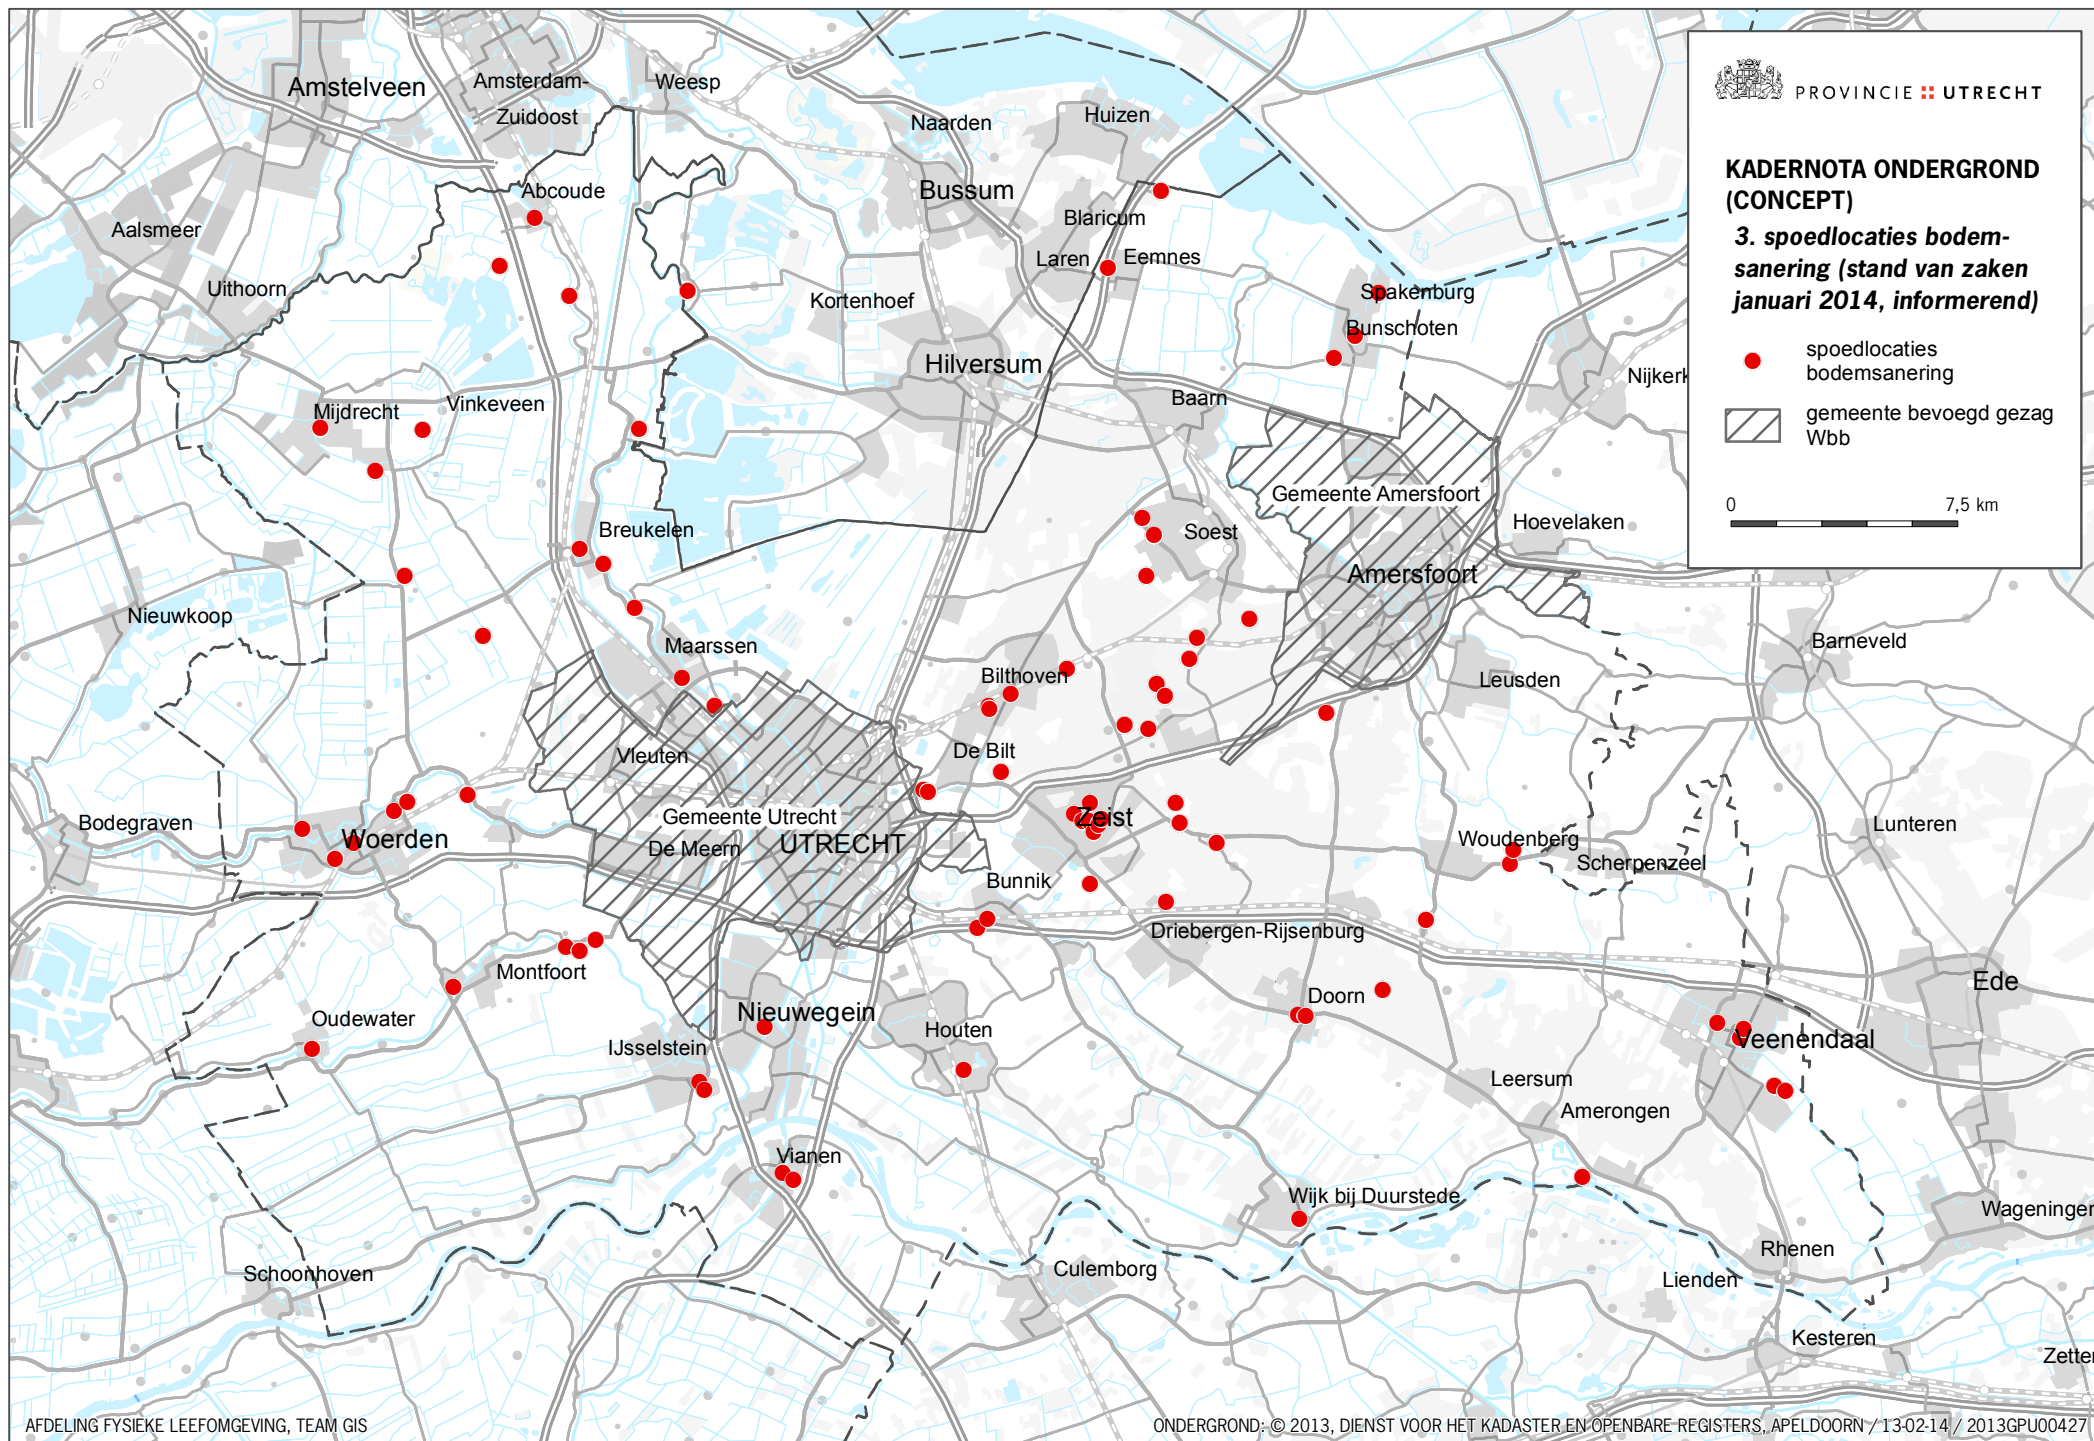 PROVINCIE :: UTRECHT
KADERNOTA ONDERGROND
(CONCEPT)
3. spoedlocaties bodem-
sanering (stand van zaken
januari 2014, informerend)
spoedlocaties
bodemsanering
gemeente bevoegd gezag
Wbb
0 7,5 km
Amstelveen
Amsterdam-
Zuidoost
Weesp
Naarden
Huizen
Bussum
Abcoude
Aalsmeer
Blaricum
Laren
Eemnes
Uithoorn
Kortenhoef
Spakenburg
Bunschoten
Hilversum
Nijkerk
Baarn
Mijdrecht
Vinkeveen
Gemeente Amersfoort
Hoevelaken
Breukelen
Soest
Amersfoort
Nieuwkoop
Maarssen
Barneveld
Bilthoven
Leusden
Vleuten
De Bilt
Gemeente Utrecht
Zeist
Bodegraven
Woerden
De Meern
UTRECHT
Woudenberg
Scherpenzeel
Lunteren
Bunnik
Driebergen-Rijsenburg
Montfoort
Ede
Doorn
Oudewater
Nieuwegein
Houten
IJsselstein
Veenendaal
Leersum
Amerongen
Vianen
Wijk bij Duurstede
Wageningen
Rhenen
Schoonhoven
Culemborg
Lienden
Kesteren
Zetter
AFDELING FYSIEKE LEEFOMGEVING, TEAM GIS
ONDERGROND: © 2013, DIENST VOOR HET KADASTER EN OPENBARE REGISTERS, APELDOORN / 13-02-14 / 2013GPU00427